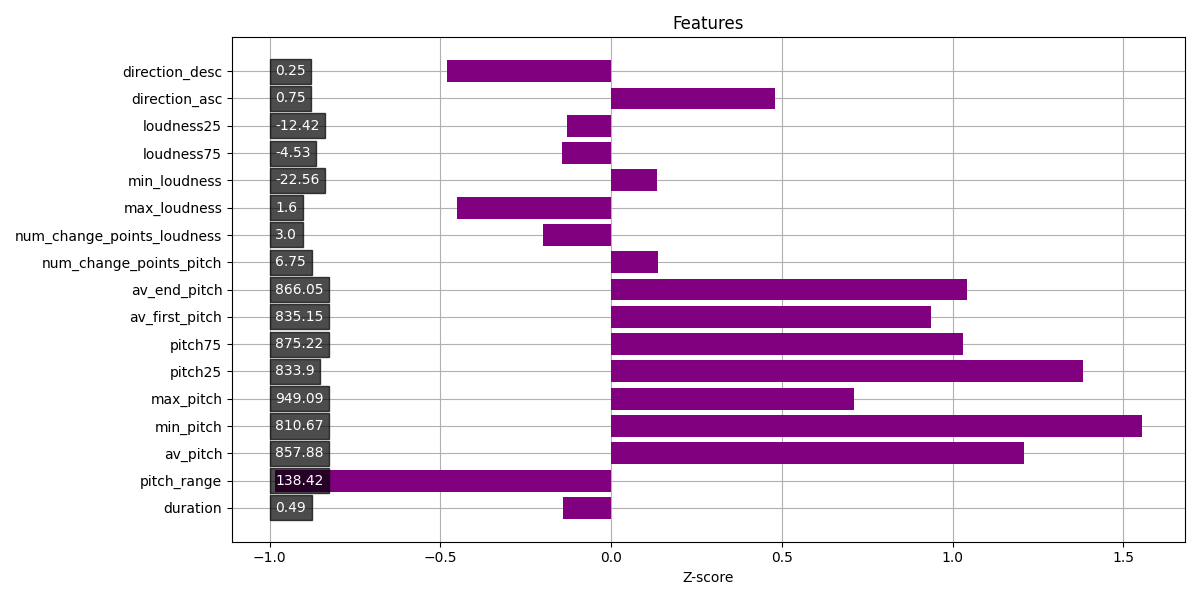 Features
direction_desc 0.25
direction_asc 0.75
loudness25 -12.42
loudness75 -4.53
min_loudness -22.56
max_loudness 1.6
num_change_points_loudness 3.0
num_change_points_pitch 6.75
av_end_pitch 866.05
av_first_pitch 835.15
pitch75 875.22
pitch25 833.9
max_pitch 949.09
min_pitch 810.67
av_pitch 857.88
pitch_range 138.42
duration 0.49
−1.0 −0.5 0.0 0.5 1.0 1.5
Z-score